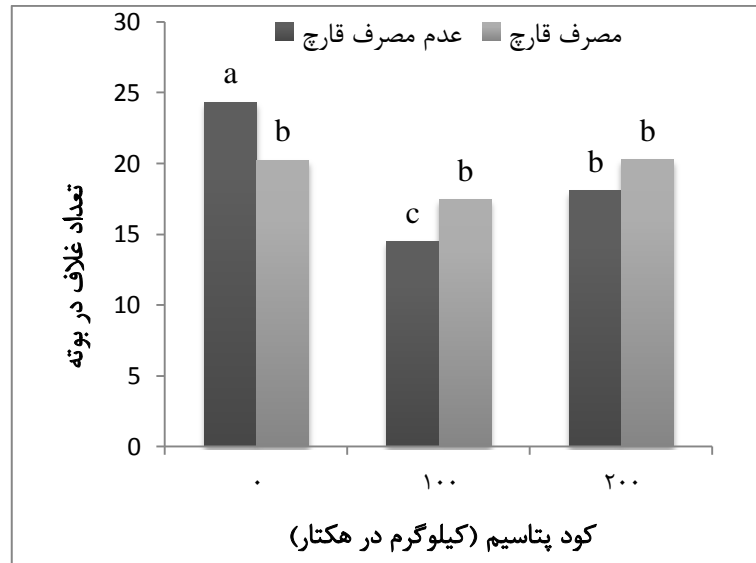 عدم مصرف قارچ مصرف قارچ
30
25
20
15
10
5
0
a
b
c
b
b
b
تعداد غلاف در بوته
۰ ۱۰۰ ۲۰۰
کود پتاسیم (کیلوگرم در هکتار)